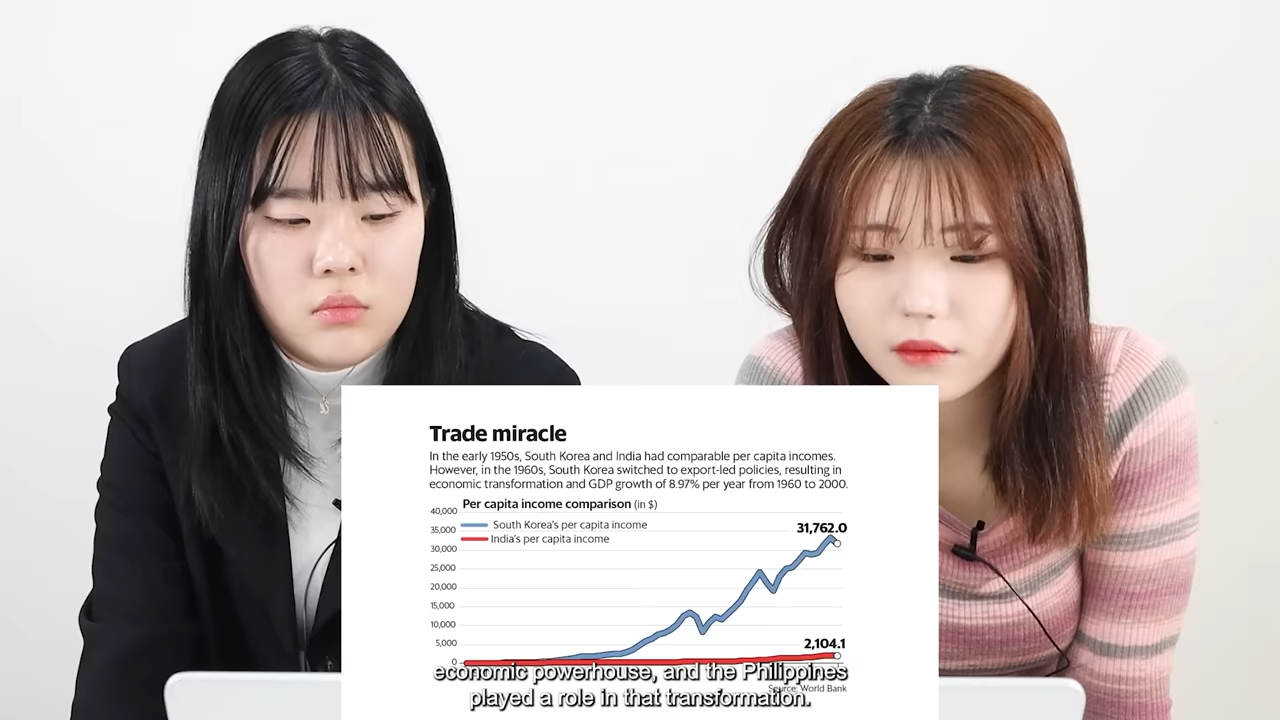 Trade miracle
In the early 1950s, South Korea and India had comparable per capita incomes.
However, in the 1960s, South Korea switched to export-led policies, resulting in
economic transformation and GDP growth of 8.97% per year from 1960 to 2000.
Per capita income comparison (in $)
40,000
South Korea's per capita income
31,762.0
35,000
India's per capita income
30,000
25,000
20,000
15,000
10,000
5,000
2,104.1
0
economic powerhouse, and the Philippines
Source: World Bank
played a role in that transformation.